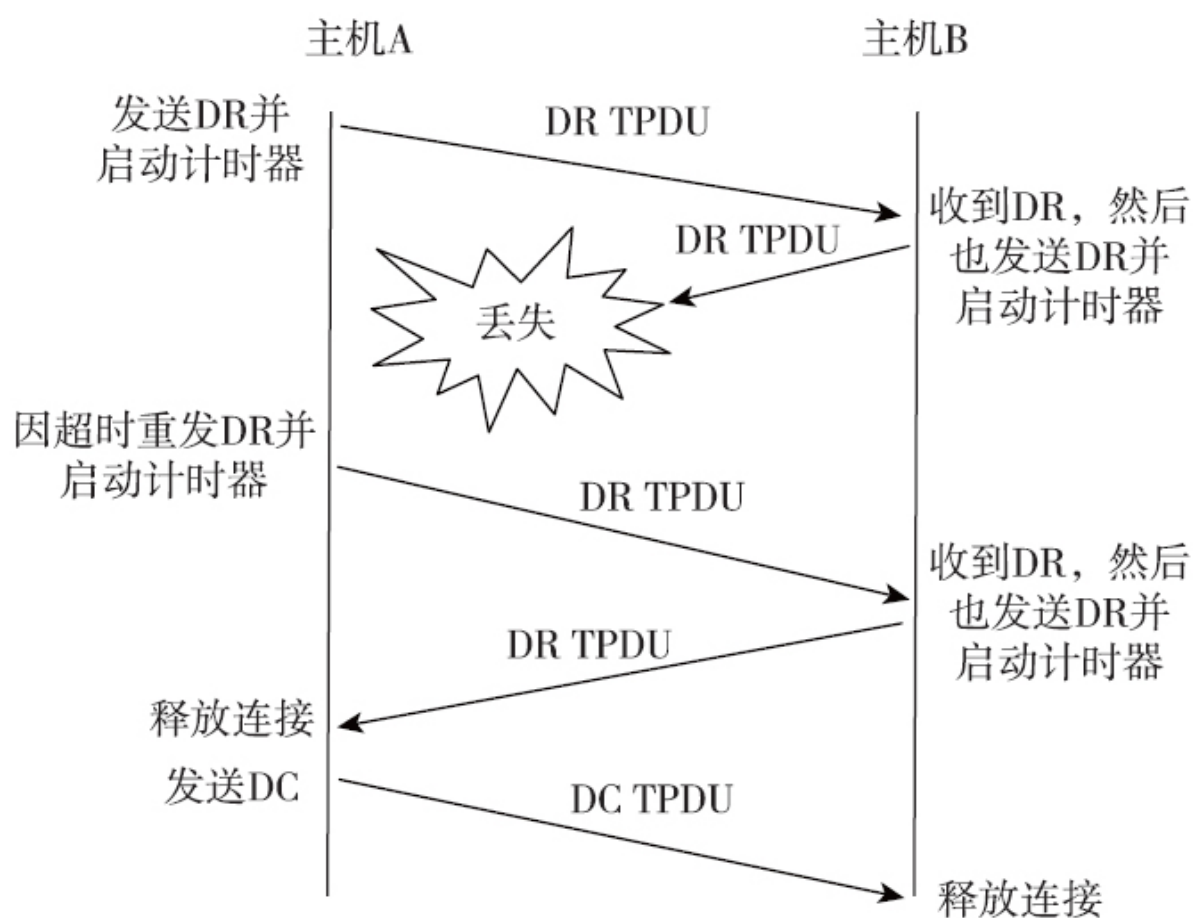 主机A
主机B
发送DR并
启动计时器
DR TPDU
收到DR，然后
也发送DR并
启动计时器
DR TPDU
丢失
因超时重发DR并
启动计时器
DR TPDU
收到DR，然后
也发送DR并
启动计时器
DR TPDU
释放连接
发送DC
DC TPDU
释放连接